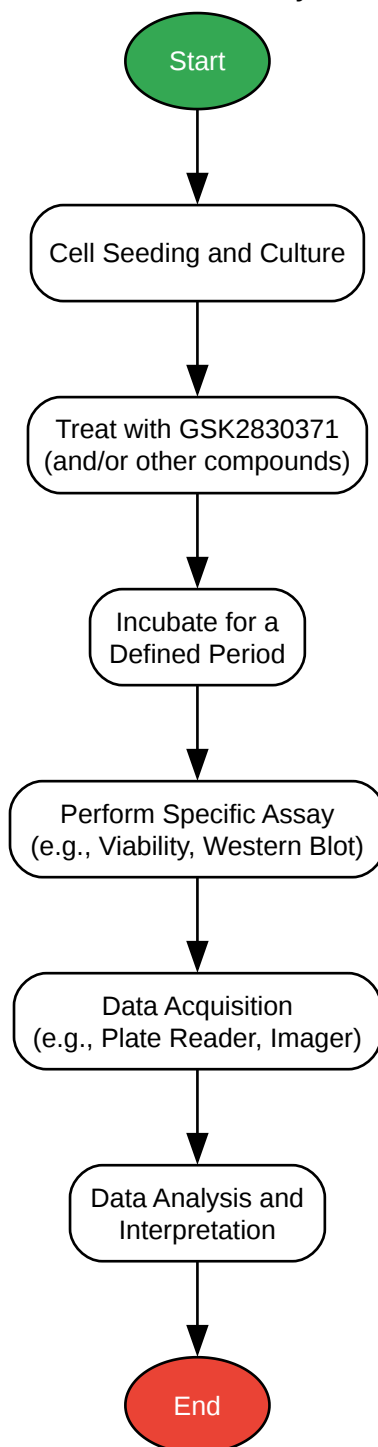 Start
Cell Seeding and Culture
Treat with GSK2830371
(and/or other compounds)
Incubate for a
Defined Period
Perform Specific Assay
(e.g., Viability, Western Blot)
Data Acquisition
(e.g., Plate Reader, Imager)
Data Analysis and
Interpretation
End